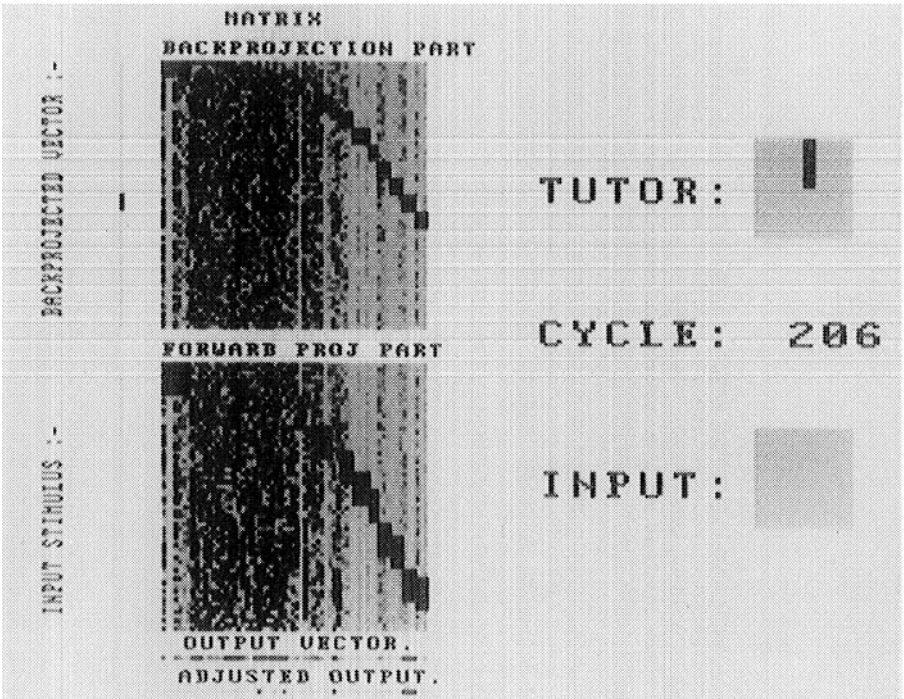 MATRIX
BACKPROJECTION PART
BACKPROJECTED VECTOR :-
TUTOR:
CYCLE: 206
FORWARD PROJ PART
INPUT STIMULUS :-
INPUT:
OUTPUT VECTOR.
ADJUSTED OUTPUT.